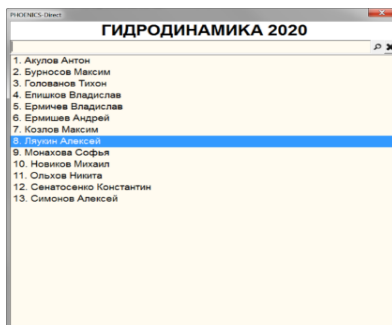 PHOENICS-Direct
ГИДРОДИНАМИКА 2020
1. Акулов Антон
2. Бурносов Максим
3. Голованов Тихон
4. Епишков Владислав
5. Ермичев Владислав
6. Ермишев Андрей
7. Козлов Максим
8. Ляукин Алексей
9. Монахова Софья
10. Новиков Михаил
11. Ольхов Никита
12. Сенатосенко Константин
13. Симонов Алексей